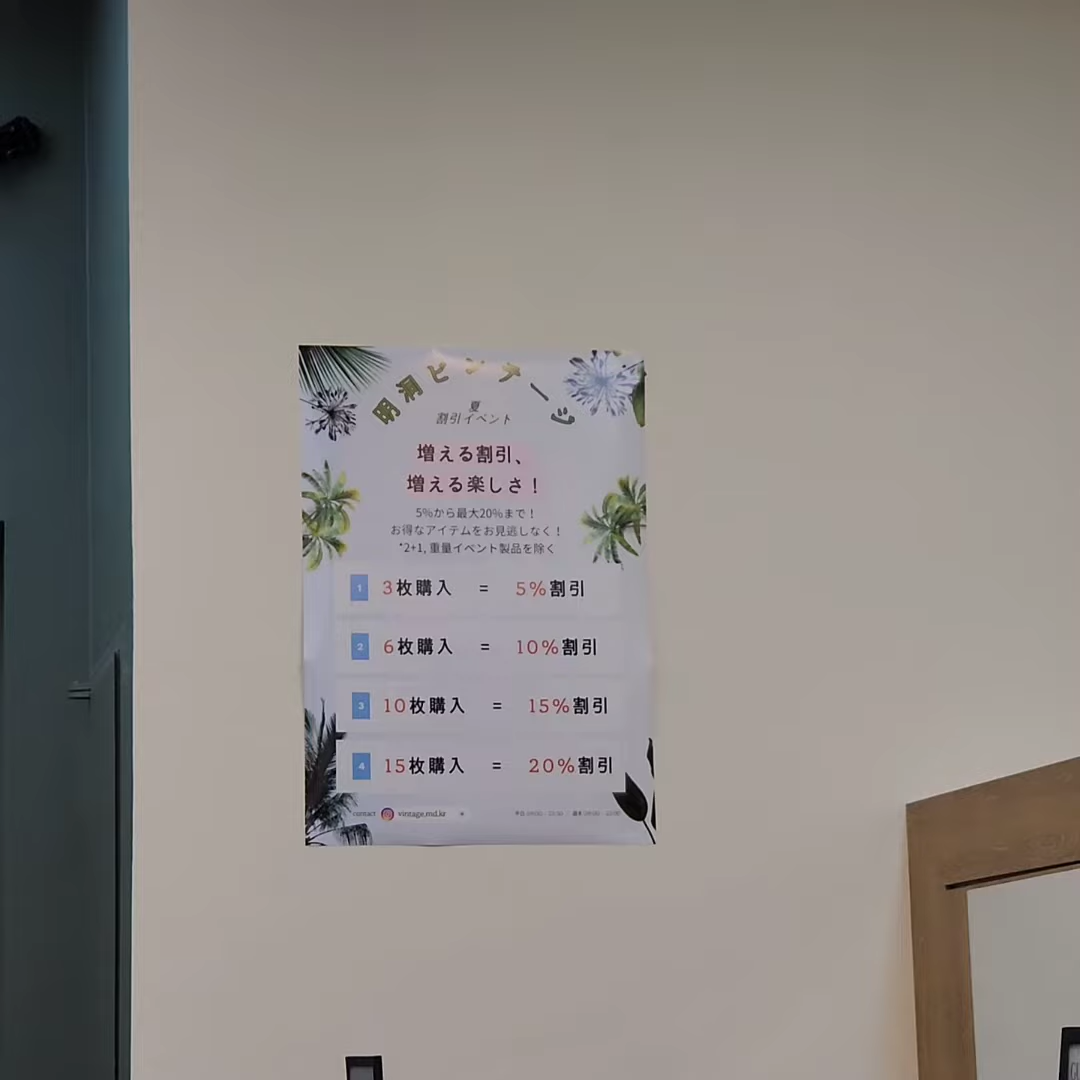 明洞ビンテージ
夏
割引イベント
増える割引、
増える楽しさ!
5%から最大20%まで!
お得なアイテムをお見逃しなく!
*2+1, 重量イベント製品を除く
1 3枚購入 = 5%割引
2 6枚購入 = 10%割引
3 10枚購入 = 15%割引
4 15枚購入 = 20%割引
contact vintage.md.kr